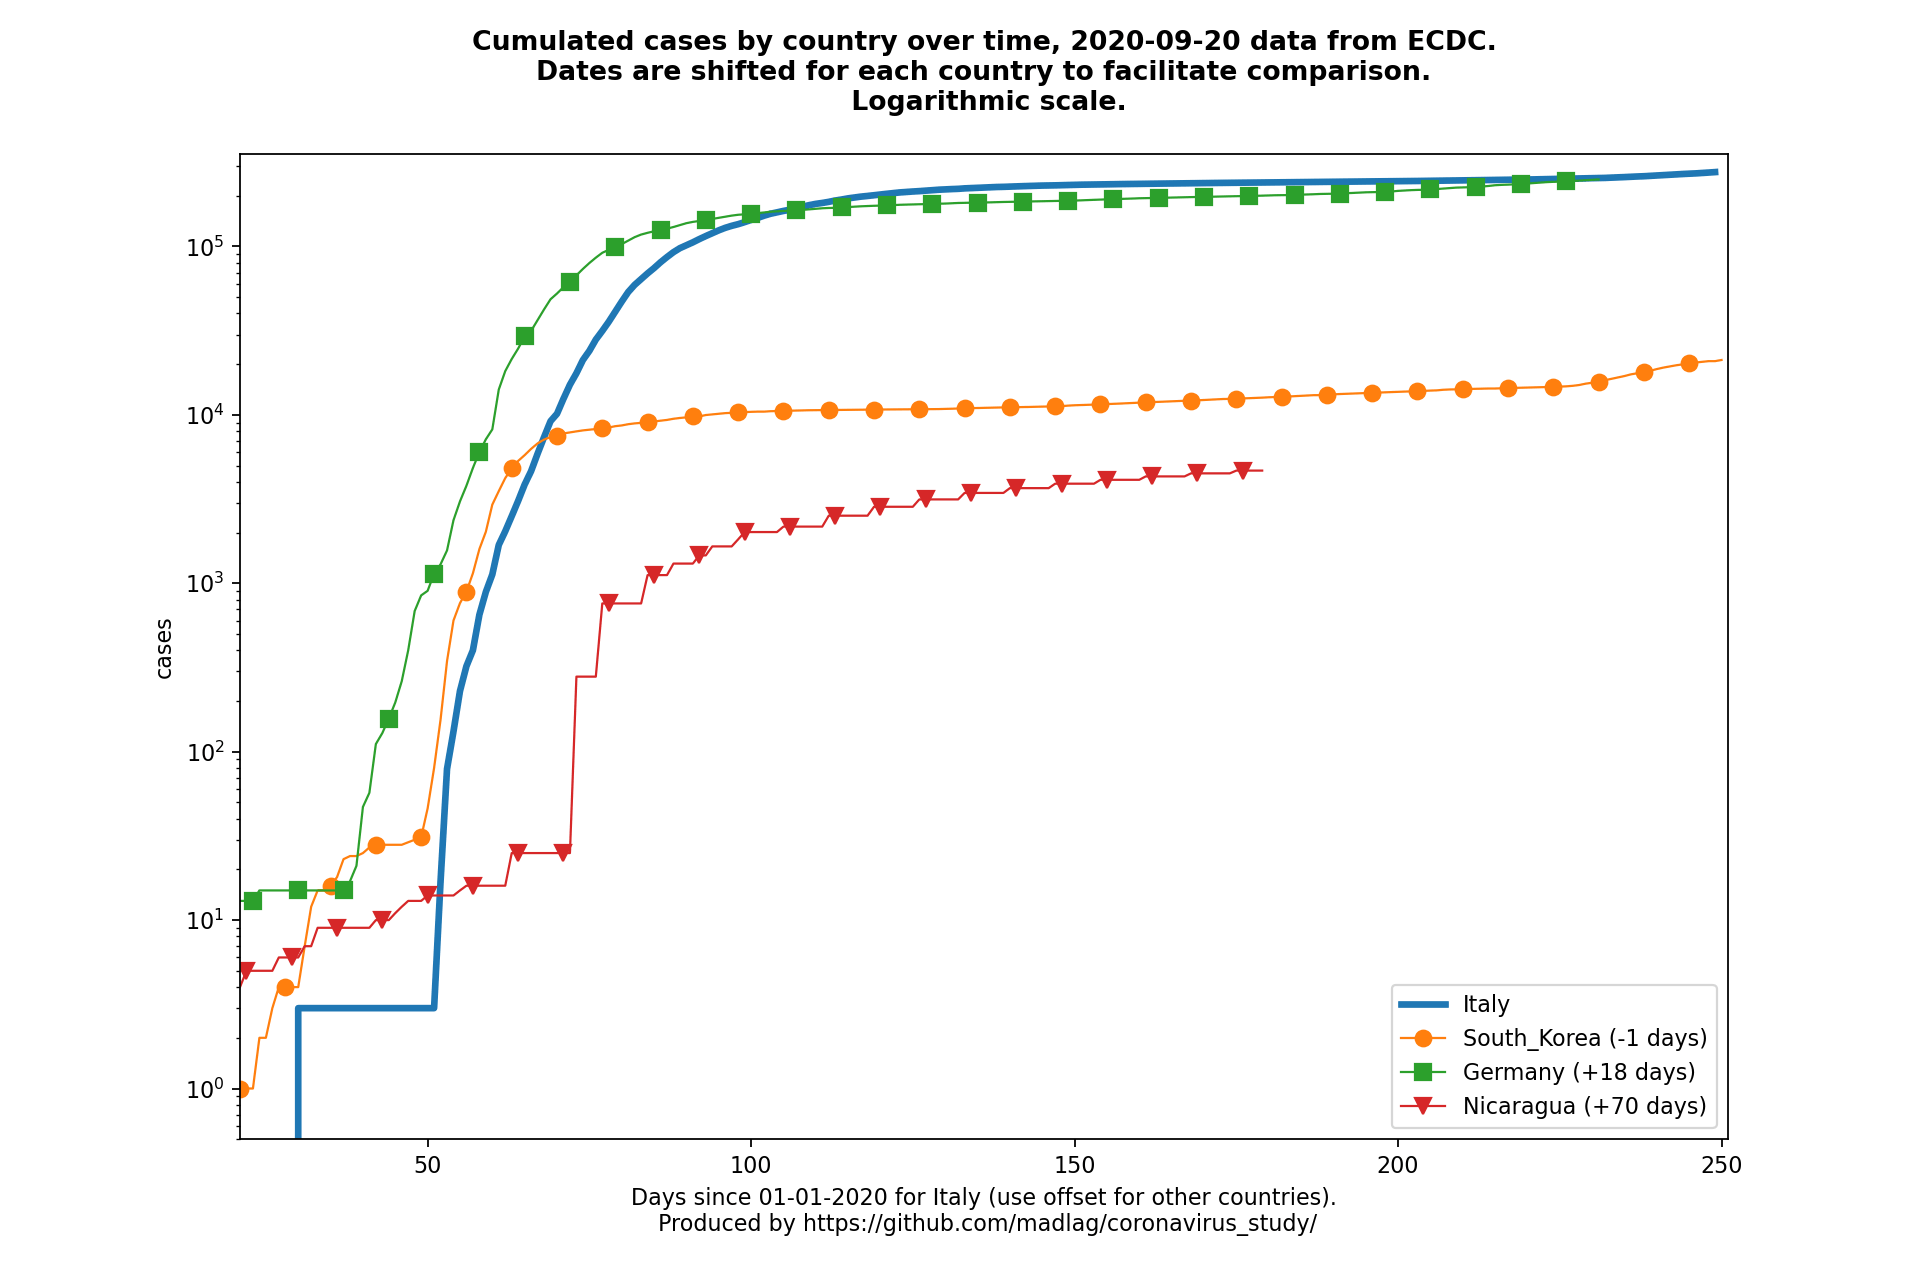 Cumulated cases by country over time, 2020-09-20 data from ECDC.
Dates are shifted for each country to facilitate comparison.
Logarithmic scale.
10^5
10^4
10^3
10^2
10^1
10^0
cases
Italy
South_Korea (-1 days)
Germany (+18 days)
Nicaragua (+70 days)
50
100
150
200
250
Days since 01-01-2020 for Italy (use offset for other countries).
Produced by https://github.com/madlag/coronavirus_study/